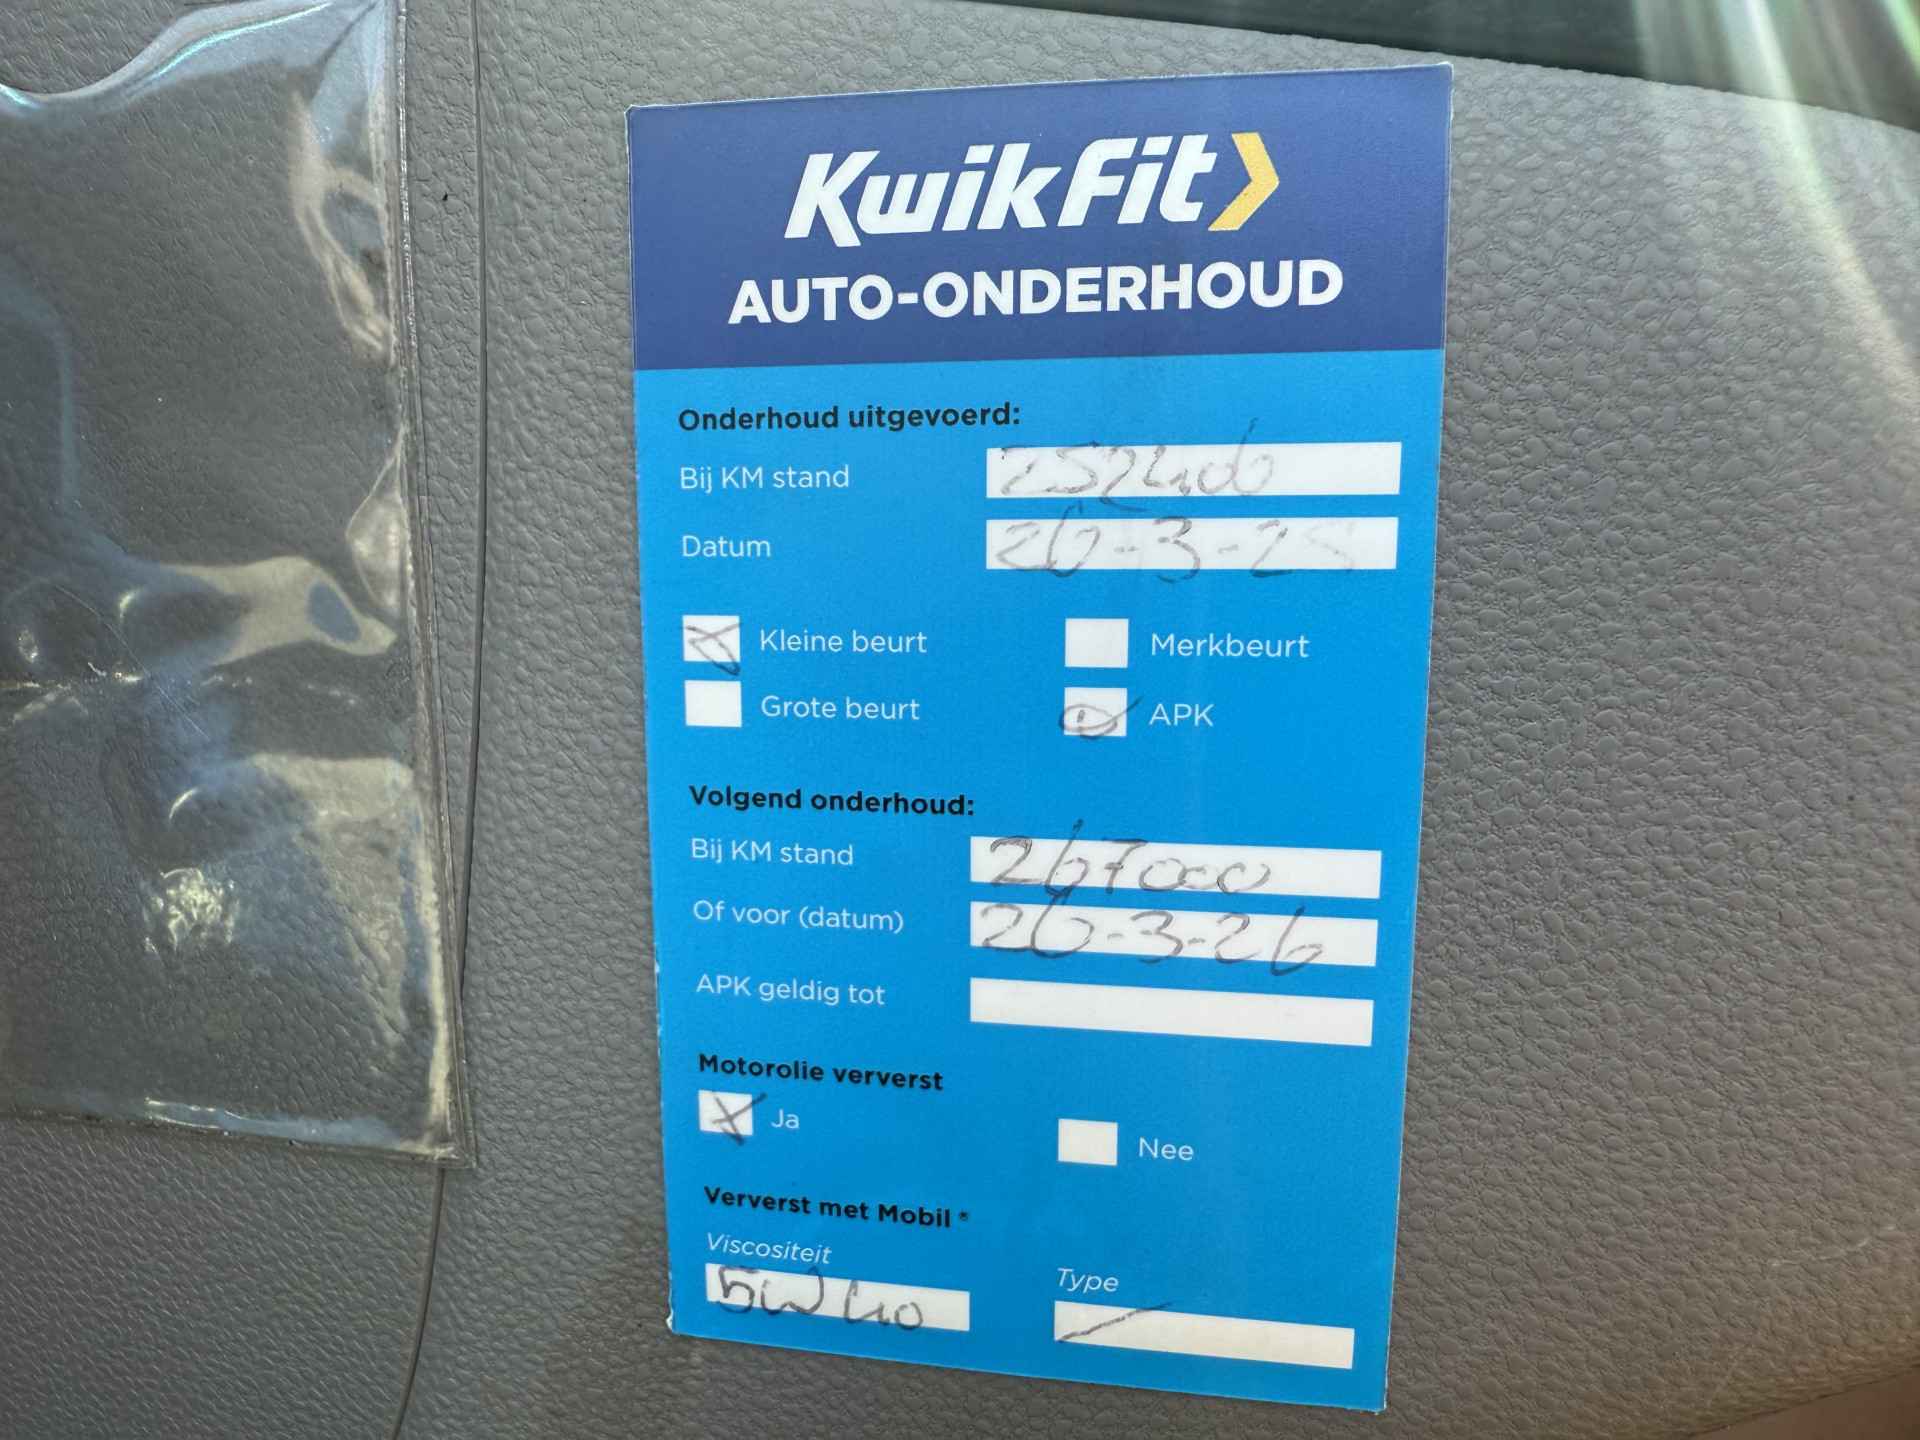 KwikFit
AUTO-ONDERHOUD
Onderhoud uitgevoerd:
Bij KM stand 252406
Datum 26-3-25
Kleine beurt Merkbeurt
Grote beurt APK
Volgend onderhoud:
Bij KM stand 267000
Of voor (datum) 26-3-26
APK geldig tot
Motorolie ververst
Ja Nee
Ververst met Mobil®
Viscositeit Type
5W40